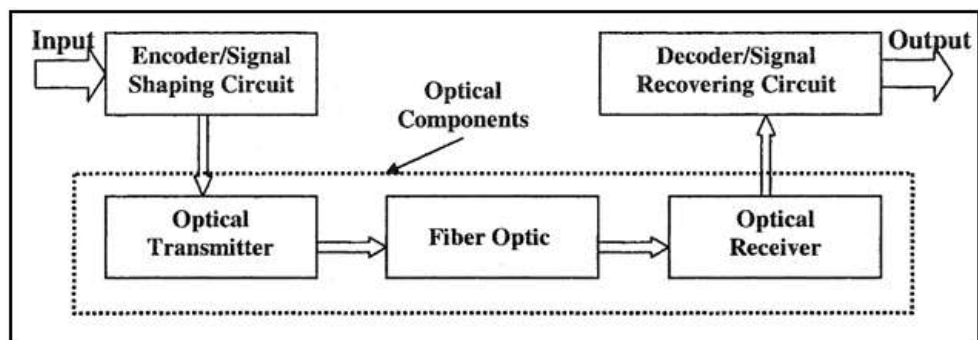 Input
Encoder/Signal
Shaping Circuit
Decoder/Signal
Recovering Circuit
Output
Optical
Components
Optical
Transmitter
Fiber Optic
Optical
Receiver